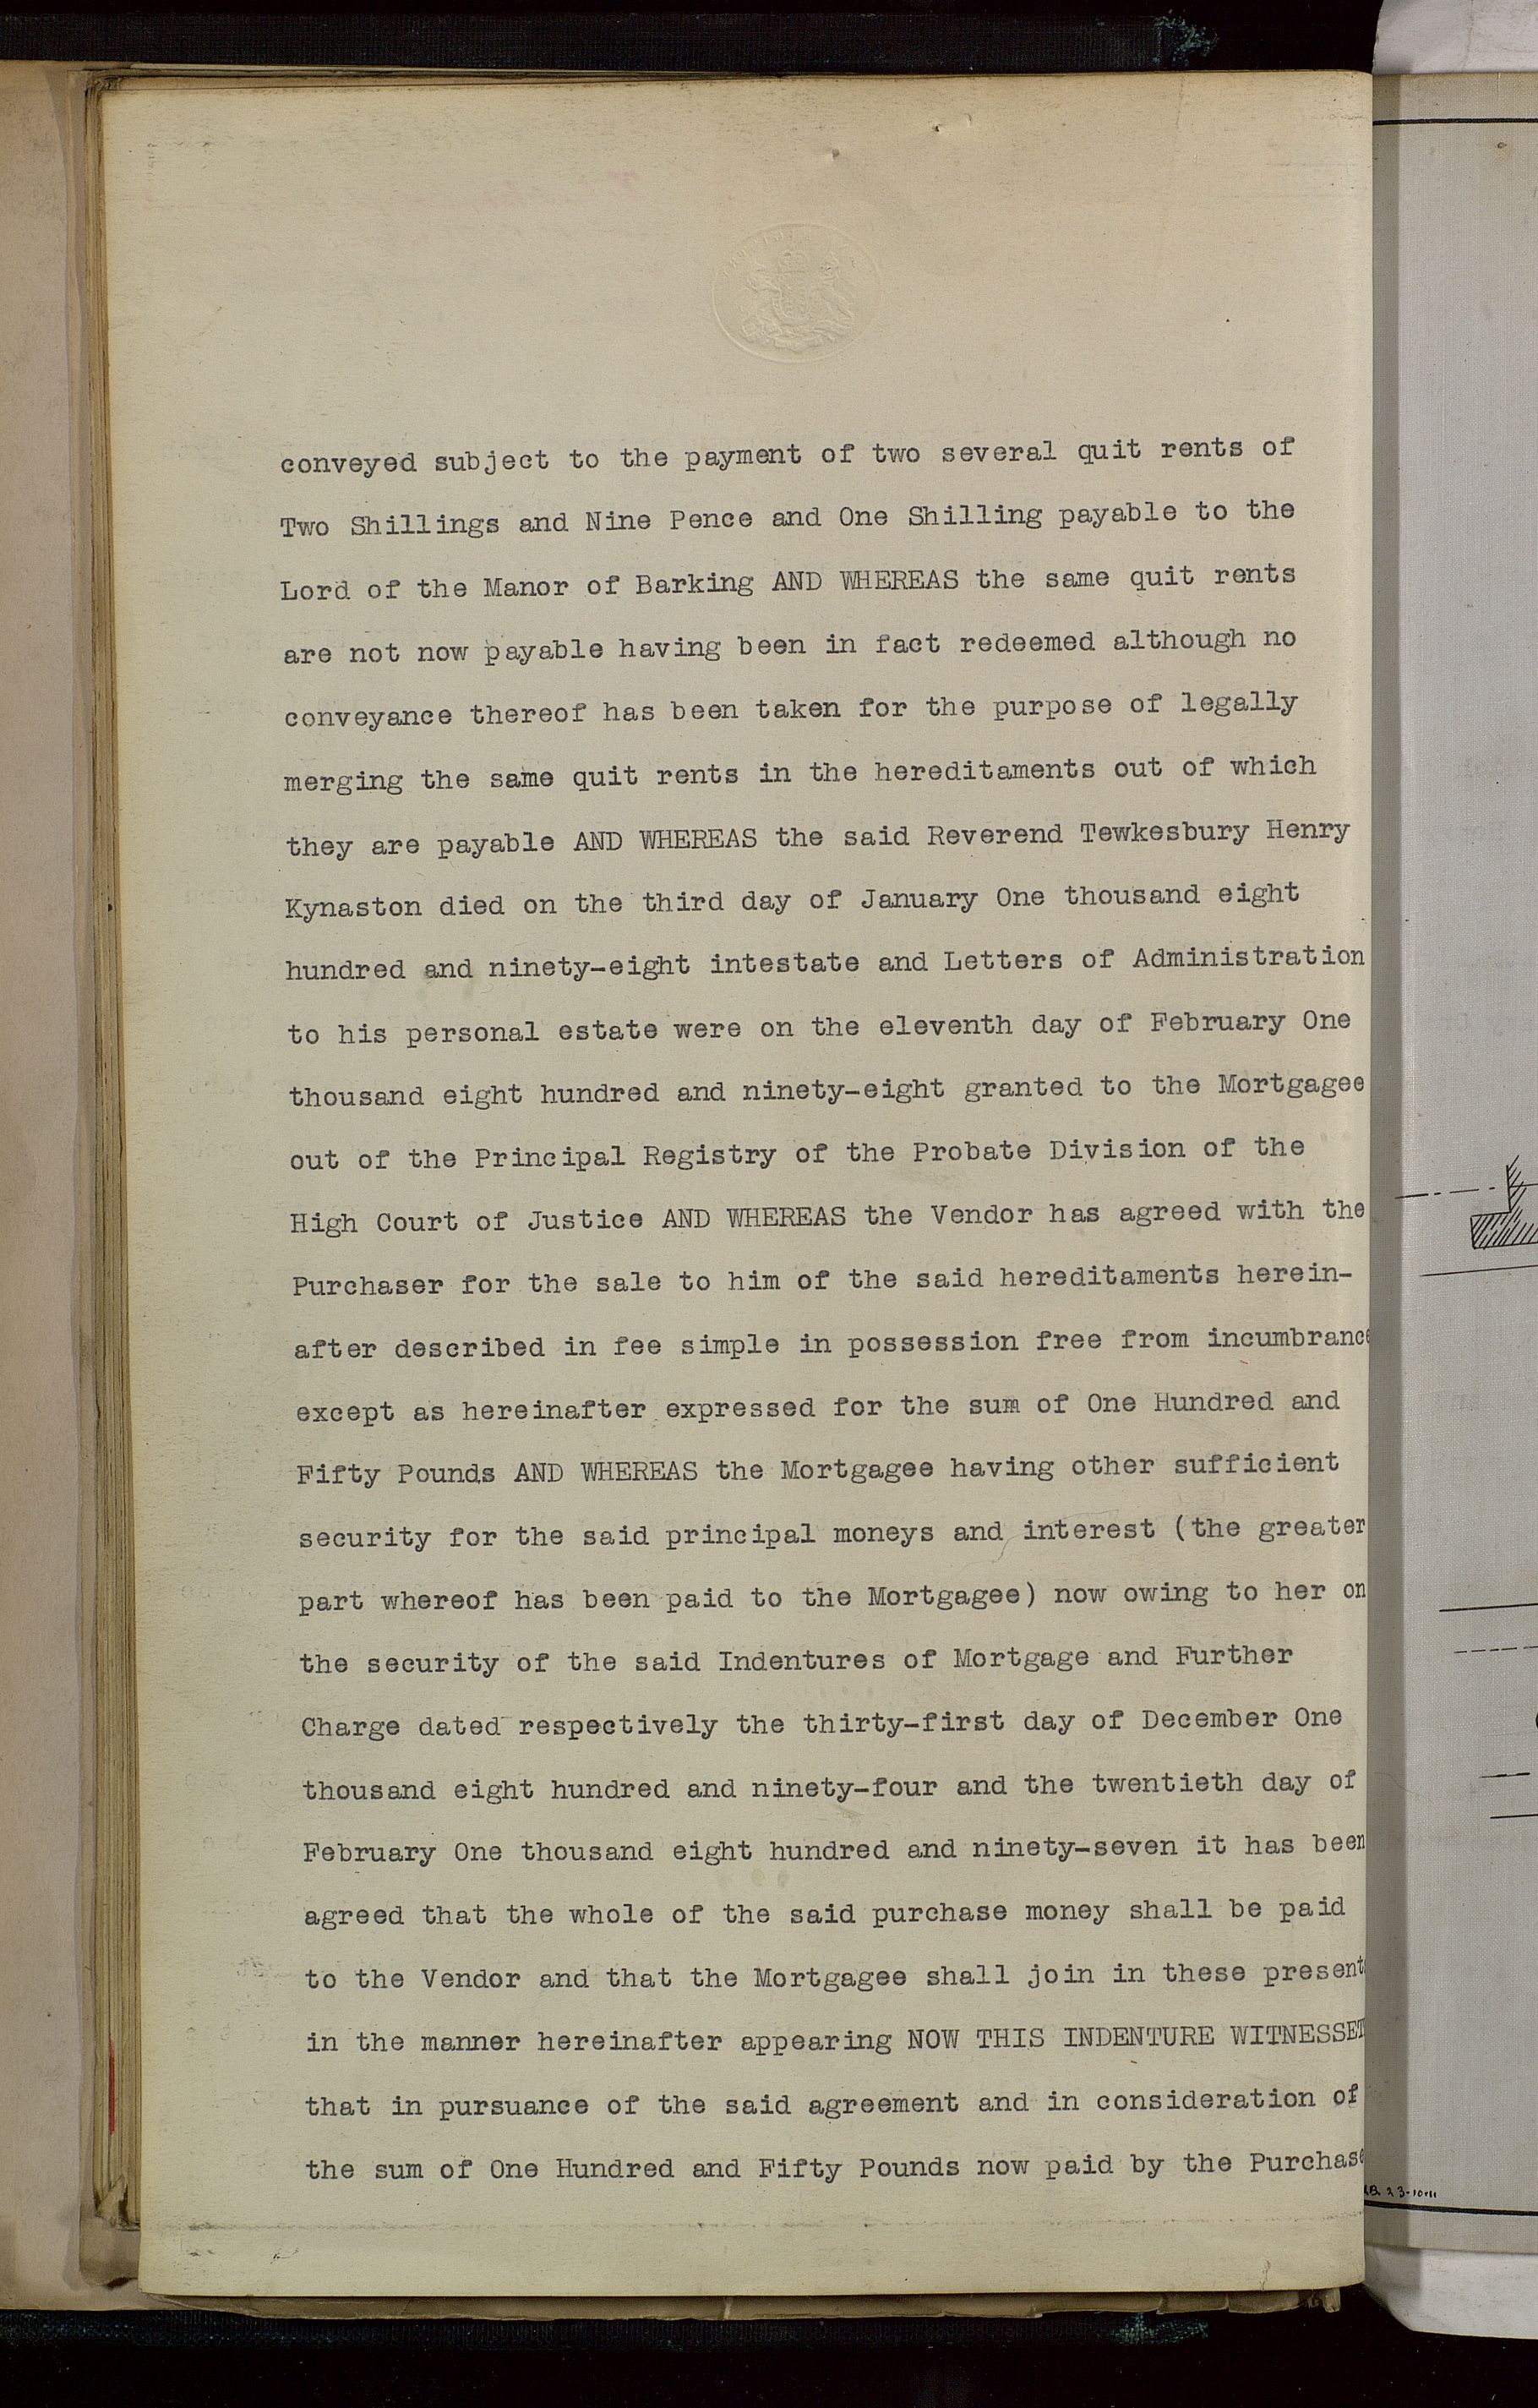 conveyed subject to the payment of two several quit rents of
Two Shillings and Nine Pence and One Shilling payable to the
Lord of the Manor of Barking AND WHEREAS the same quit rents
are not now payable having been in fact redeemed although no
conveyance thereof has been taken for the purpose of legally
merging the same quit rents in the hereditaments out of which
they are payable AND WHEREAS the said Reverend Tewkesbury Henry
Kynaston died on the third day of January One thousand eight
hundred and ninety-eight intestate and Letters of Administration
to his personal estate were on the eleventh day of February One
thousand eight hundred and ninety-eight granted to the Mortgagee
out of the Principal Registry of the Probate Division of the
High Court of Justice AND WHEREAS the Vendor has agreed with the
Purchaser for the sale to him of the said hereditaments herein-
after described in fee simple in possession free from incumbrance
except as hereinafter expressed for the sum of One Hundred and
Fifty Pounds AND WHEREAS the Mortgagee having other sufficient
security for the said principal moneys and interest (the greater
part whereof has been paid to the Mortgagee) now owing to her on
the security of the said Indentures of Mortgage and Further
Charge dated respectively the thirty-first day of December One
thousand eight hundred and ninety-four and the twentieth day of
February One thousand eight hundred and ninety-seven it has been
agreed that the whole of the said purchase money shall be paid
to the Vendor and that the Mortgagee shall join in these present
in the manner hereinafter appearing NOW THIS INDENTURE WITNESSET
that in pursuance of the said agreement and in consideration of
the sum of One Hundred and Fifty Pounds now paid by the Purchase